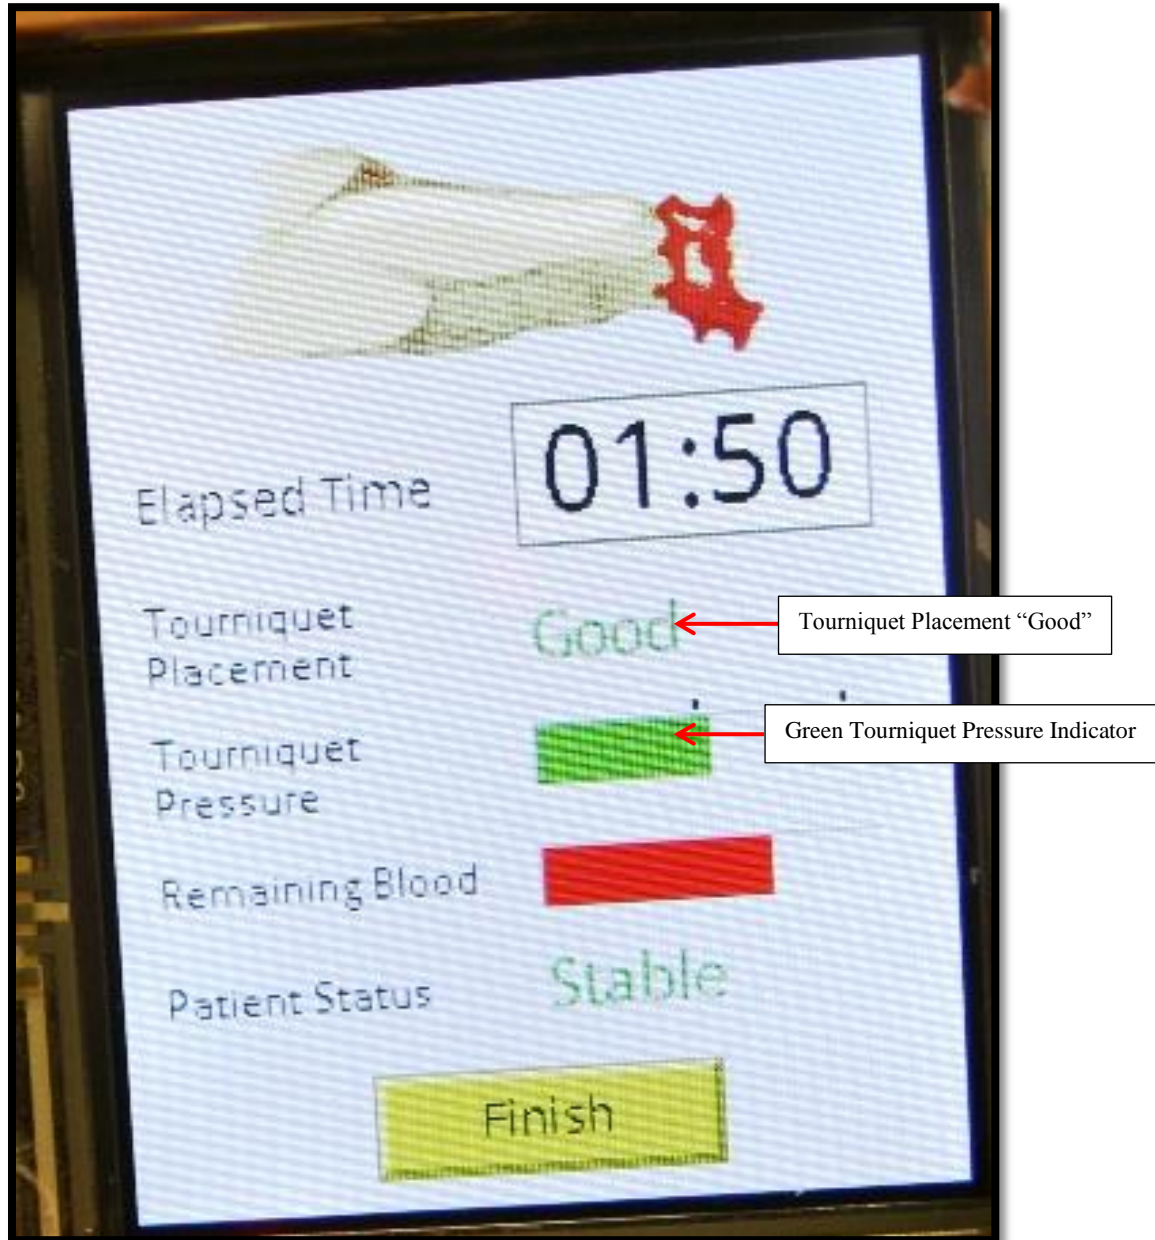 01:50
Elapsed Time
Tourniquet
Placement
Good
Tourniquet Placement “Good”
Tourniquet
Pressure
Green Tourniquet Pressure Indicator
Remaining Blood
Patient Status
Stable
Finish